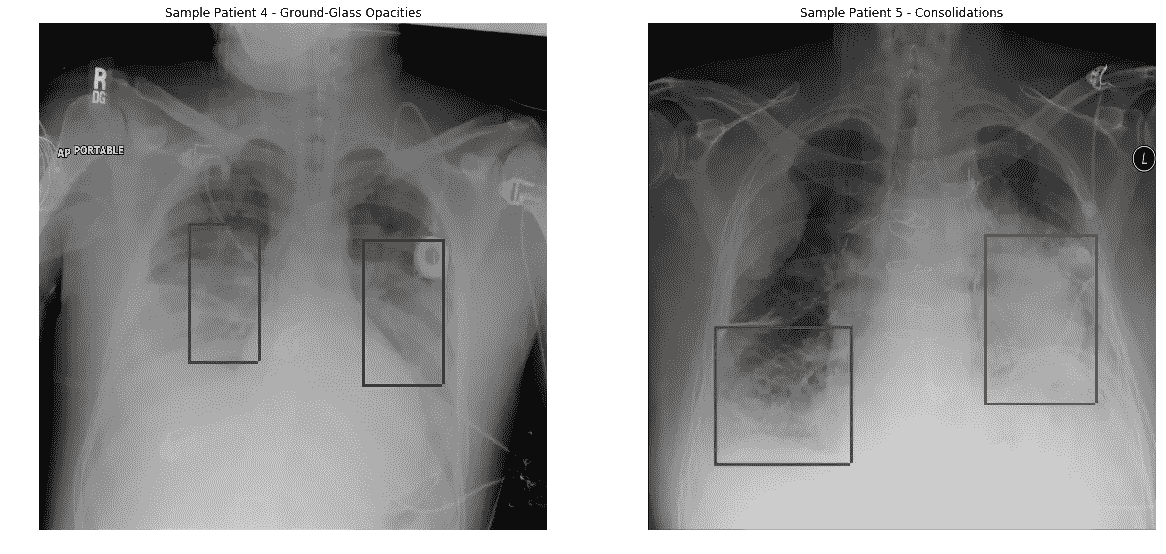 Sample Patient 4 - Ground-Glass Opacities
Sample Patient 5 - Consolidations
R
DG
AP PORTABLE
L